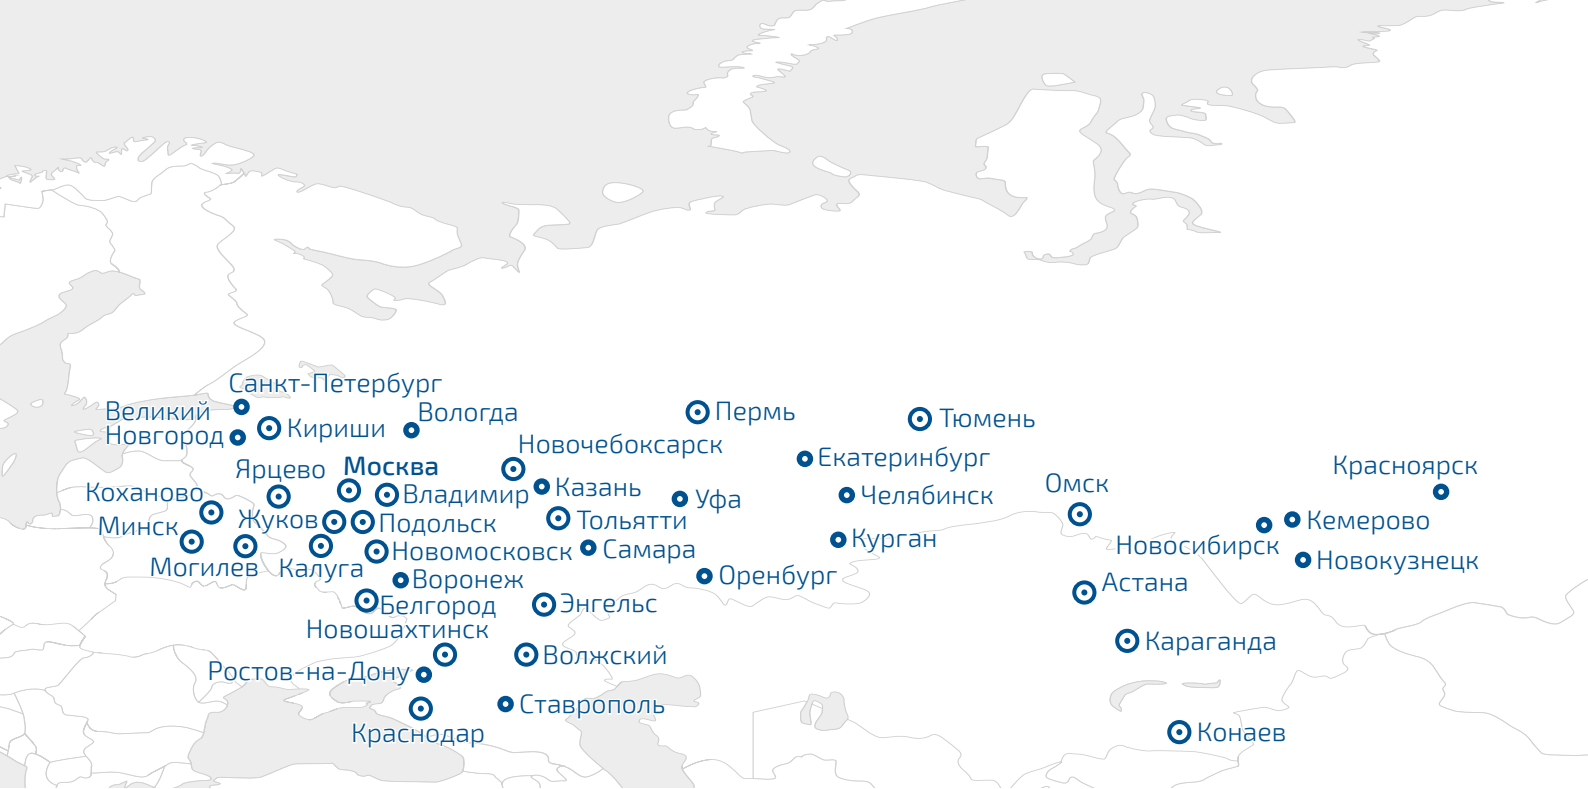 Санкт-Петербург
Великий
Новгород
Кириши
Вологда
Пермь
Тюмень
Новочебоксарск
Екатеринбург
Красноярск
Ярцево
Москва
Коханово
Владимир
Казань
Уфа
Челябинск
Омск
Минск
Жуков
Подольск
Тольятти
Кемерово
Могилев
Калуга
Новомосковск
Самара
Курган
Новосибирск
Новокузнецк
Воронеж
Оренбург
Астана
Белгород
Энгельс
Новошахтинск
Караганда
Ростов-на-Дону
Волжский
Ставрополь
Краснодар
Конаев